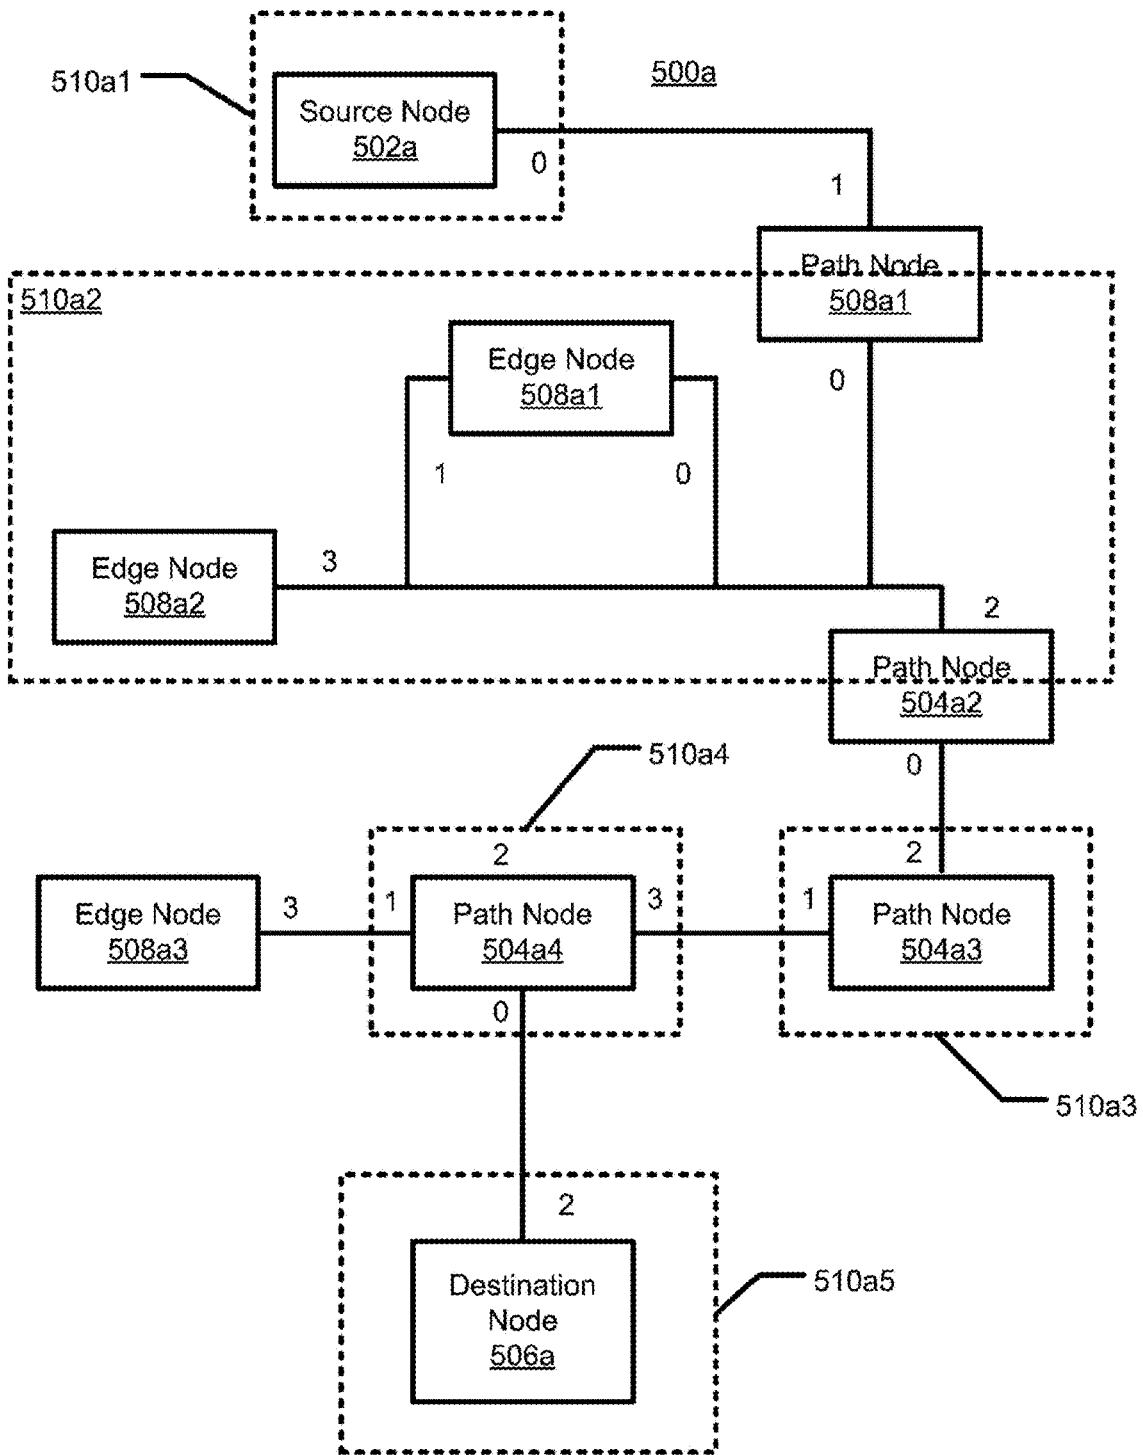 510a1
500a
Source Node
502a
0
1
Path Node
508a1
510a2
Edge Node
508a1
0
1
0
Edge Node
508a2
3
2
Path Node
504a2
0
510a4
2
2
Edge Node
508a3
3
1
Path Node
504a4
3
1
Path Node
504a3
0
510a3
2
Destination
Node
506a
510a5